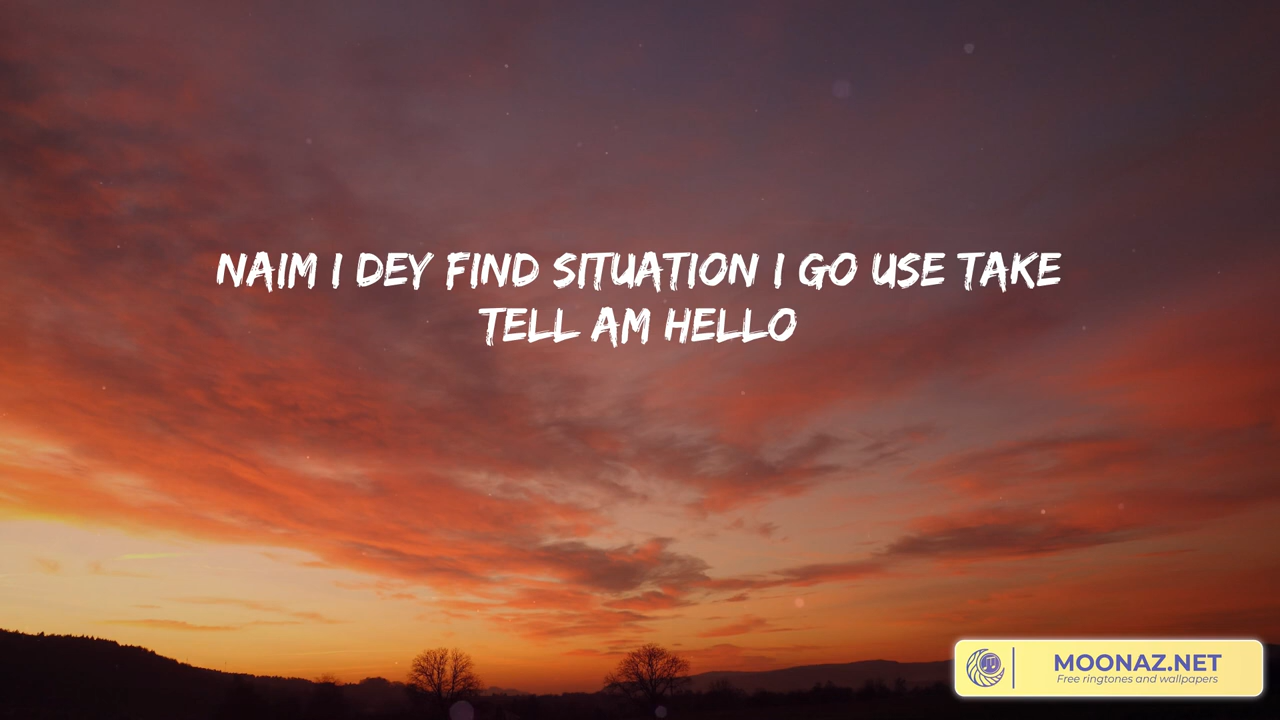 NAIM I DEY FIND SITUATION I GO USE TAKE
TELL AM HELLO
MOONAZ.NET
Free ringtones and wallpapers